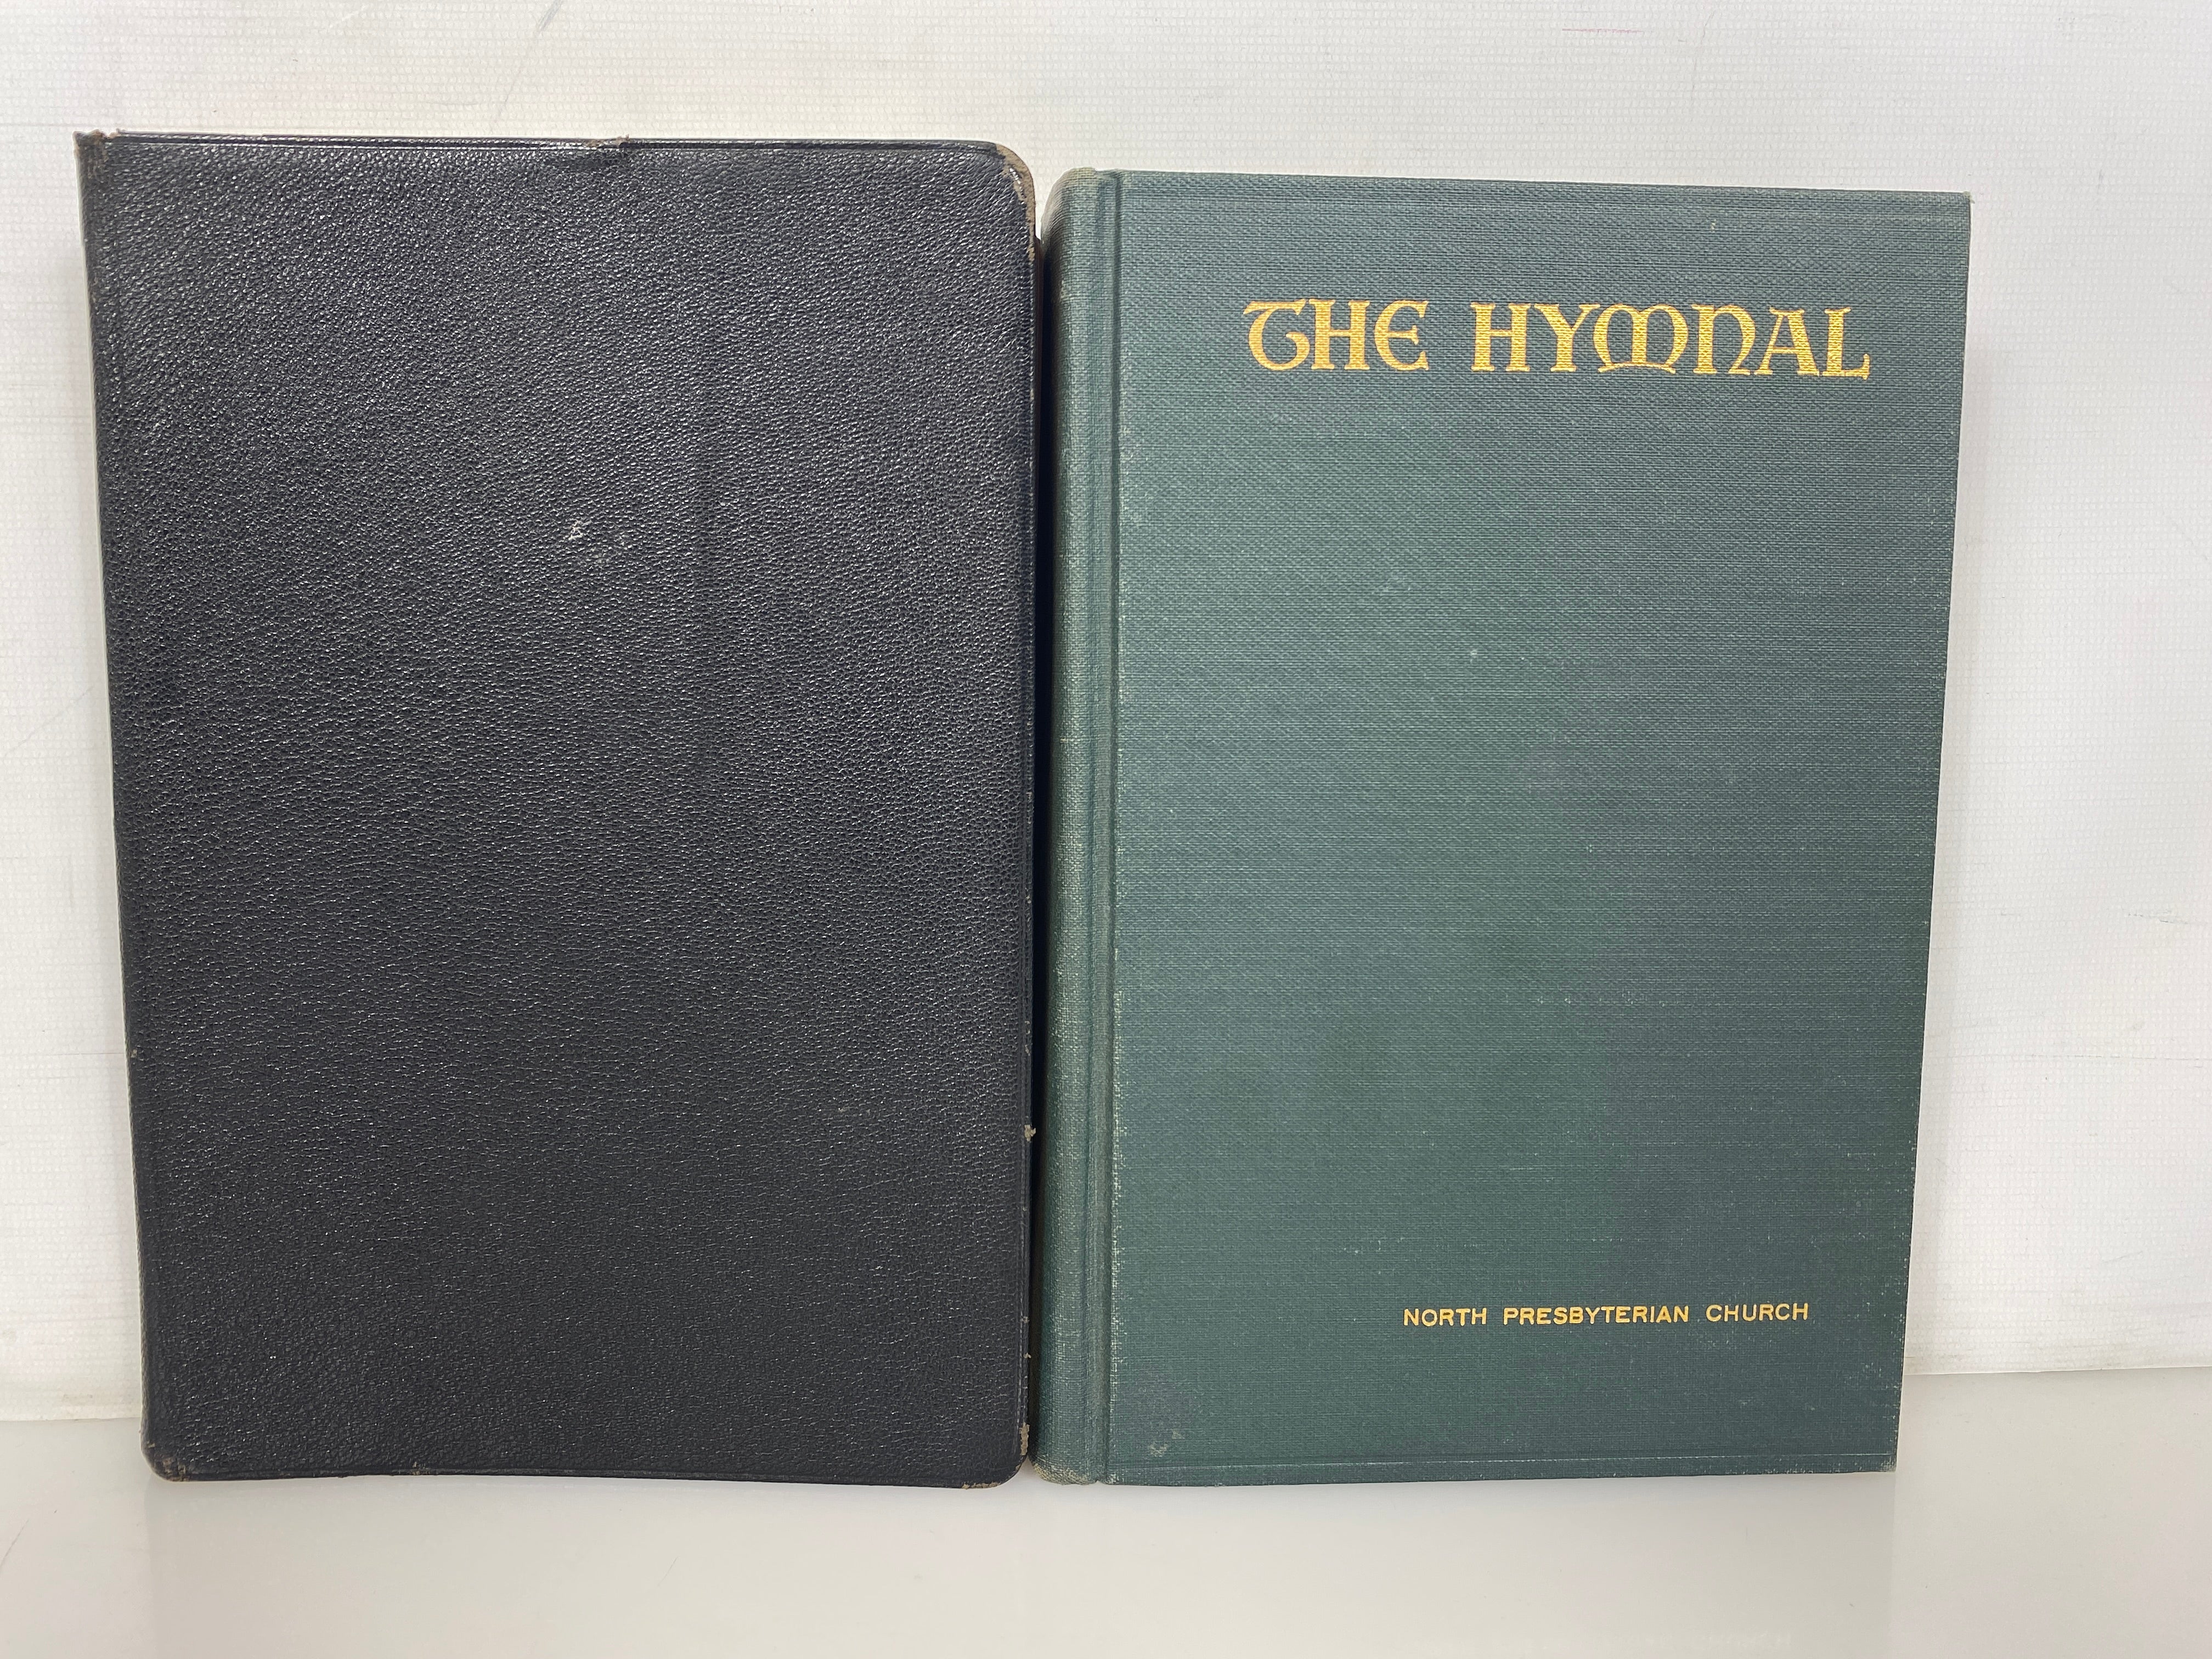 THE HYMNAL
NORTH PRESBYTERIAN CHURCH